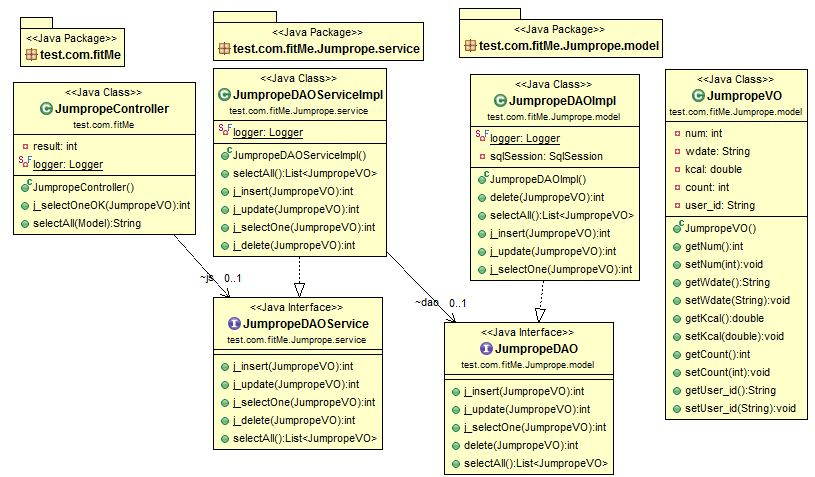 <<Java Package>>
test.com.fitMe
<<Java Package>>
test.com.fitMe.Jumprope.service
<<Java Package>>
test.com.fitMe.Jumprope.model
<<Java Class>>
JumpropeController
test.com.fitMe
result: int
logger: Logger
JumpropeController()
j_selectOneOK(JumpropeVO):int
selectAll(Model):String
<<Java Class>>
JumpropeDAOServiceImpl
test.com.fitMe.Jumprope.service
logger: Logger
JumpropeDAOServiceImpl()
selectAll():List<JumpropeVO>
j_insert(JumpropeVO):int
j_update(JumpropeVO):int
j_selectOne(JumpropeVO):int
j_delete(JumpropeVO):int
<<Java Class>>
JumpropeDAOImpl
test.com.fitMe.Jumprope.model
logger: Logger
sqlSession: SqlSession
JumpropeDAOImpl()
delete(JumpropeVO):int
selectAll():List<JumpropeVO>
j_insert(JumpropeVO):int
j_update(JumpropeVO):int
j_selectOne(JumpropeVO):int
<<Java Class>>
JumpropeVO
test.com.fitMe.Jumprope.model
num: int
wdate: String
kcal: double
count: int
user_id: String
JumpropeVO()
getNum():int
setNum(int):void
getWdate():String
setWdate(String):void
getKcal():double
setKcal(double):void
getCount():int
setCount(int):void
getUser_id():String
setUser_id(String):void
~js 0..1
~dao 0..1
<<Java Interface>>
JumpropeDAOService
test.com.fitMe.Jumprope.service
j_insert(JumpropeVO):int
j_update(JumpropeVO):int
j_selectOne(JumpropeVO):int
j_delete(JumpropeVO):int
selectAll():List<JumpropeVO>
<<Java Interface>>
JumpropeDAO
test.com.fitMe.Jumprope.model
j_insert(JumpropeVO):int
j_update(JumpropeVO):int
j_selectOne(JumpropeVO):int
delete(JumpropeVO):int
selectAll():List<JumpropeVO>